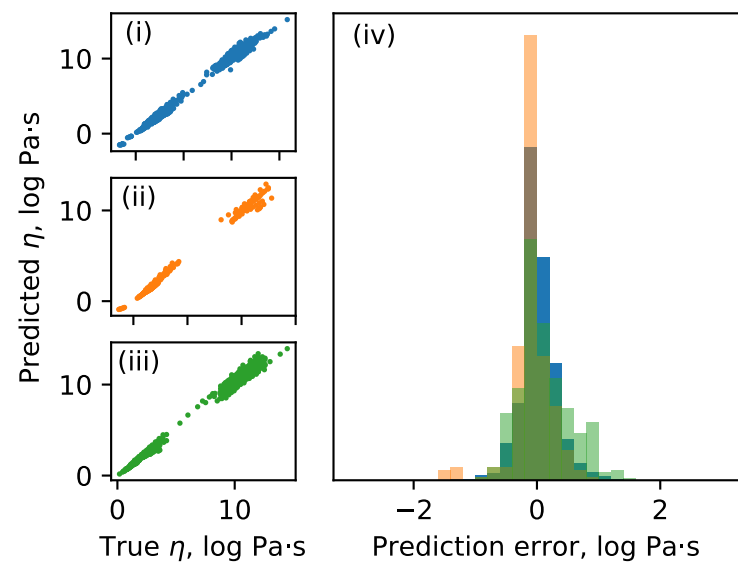 (i)
10
0
(ii)
10
0
(iii)
10
0
0 10
Predicted η, log Pa·s
True η, log Pa·s
(iv)
−2 0 2
Prediction error, log Pa·s